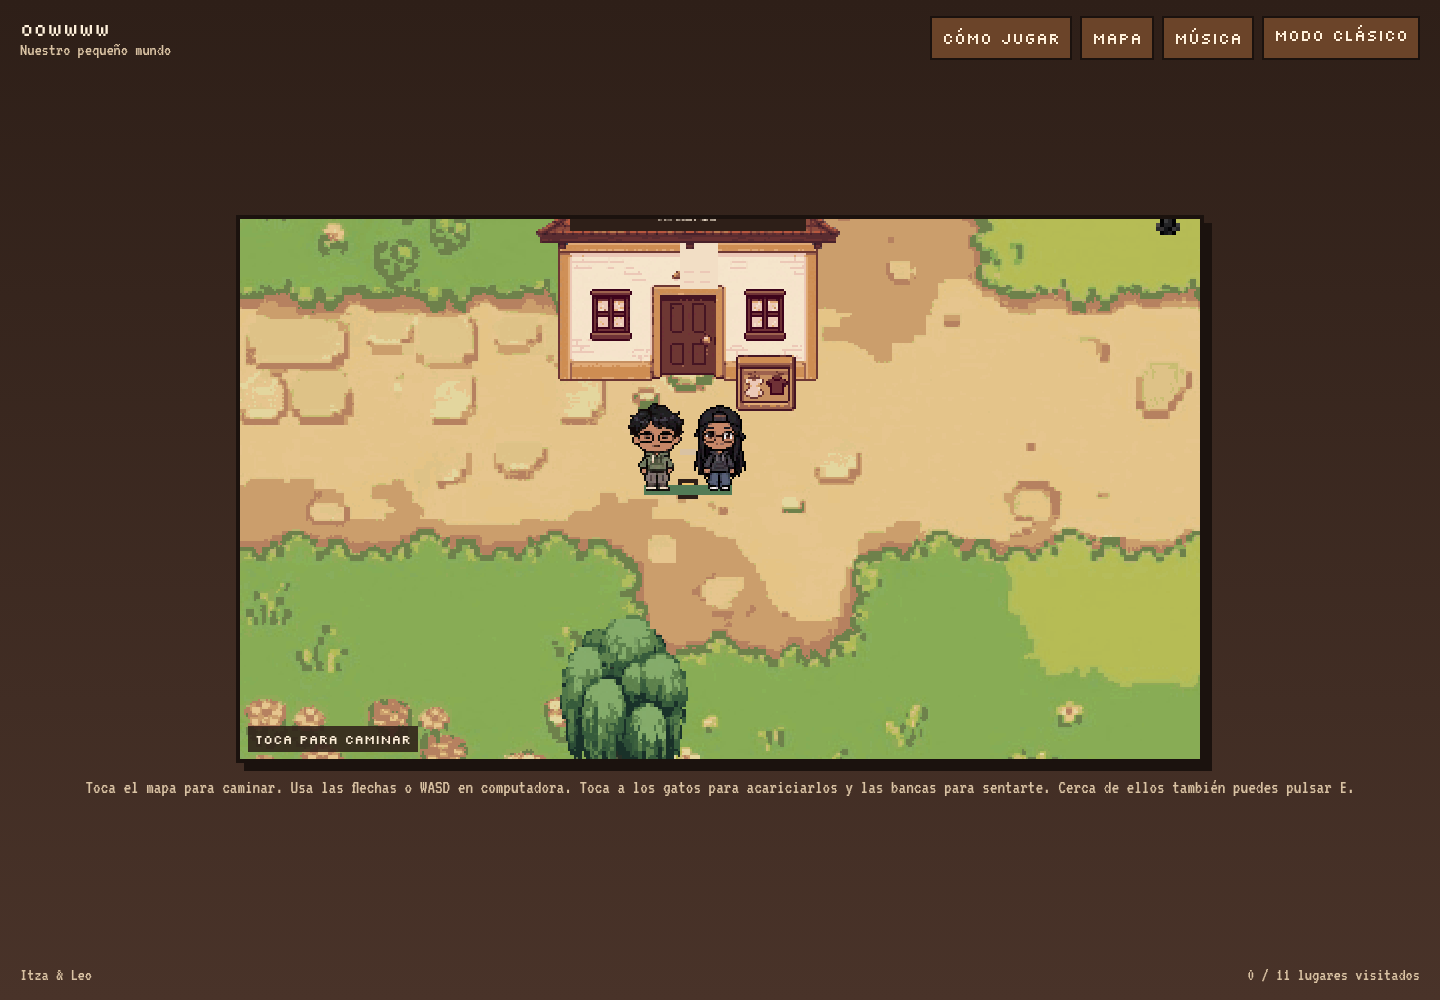 OOWWWW
Nuestro pequeño mundo
CÓMO JUGAR
MAPA
MÚSICA
MODO CLÁSICO
TOCA PARA CAMINAR
Toca el mapa para caminar. Usa las flechas o WASD en computadora. Toca a los gatos para acariciarlos y las bancas para sentarte. Cerca de ellos también puedes pulsar E.
Itza & Leo
0 / 11 lugares visitados